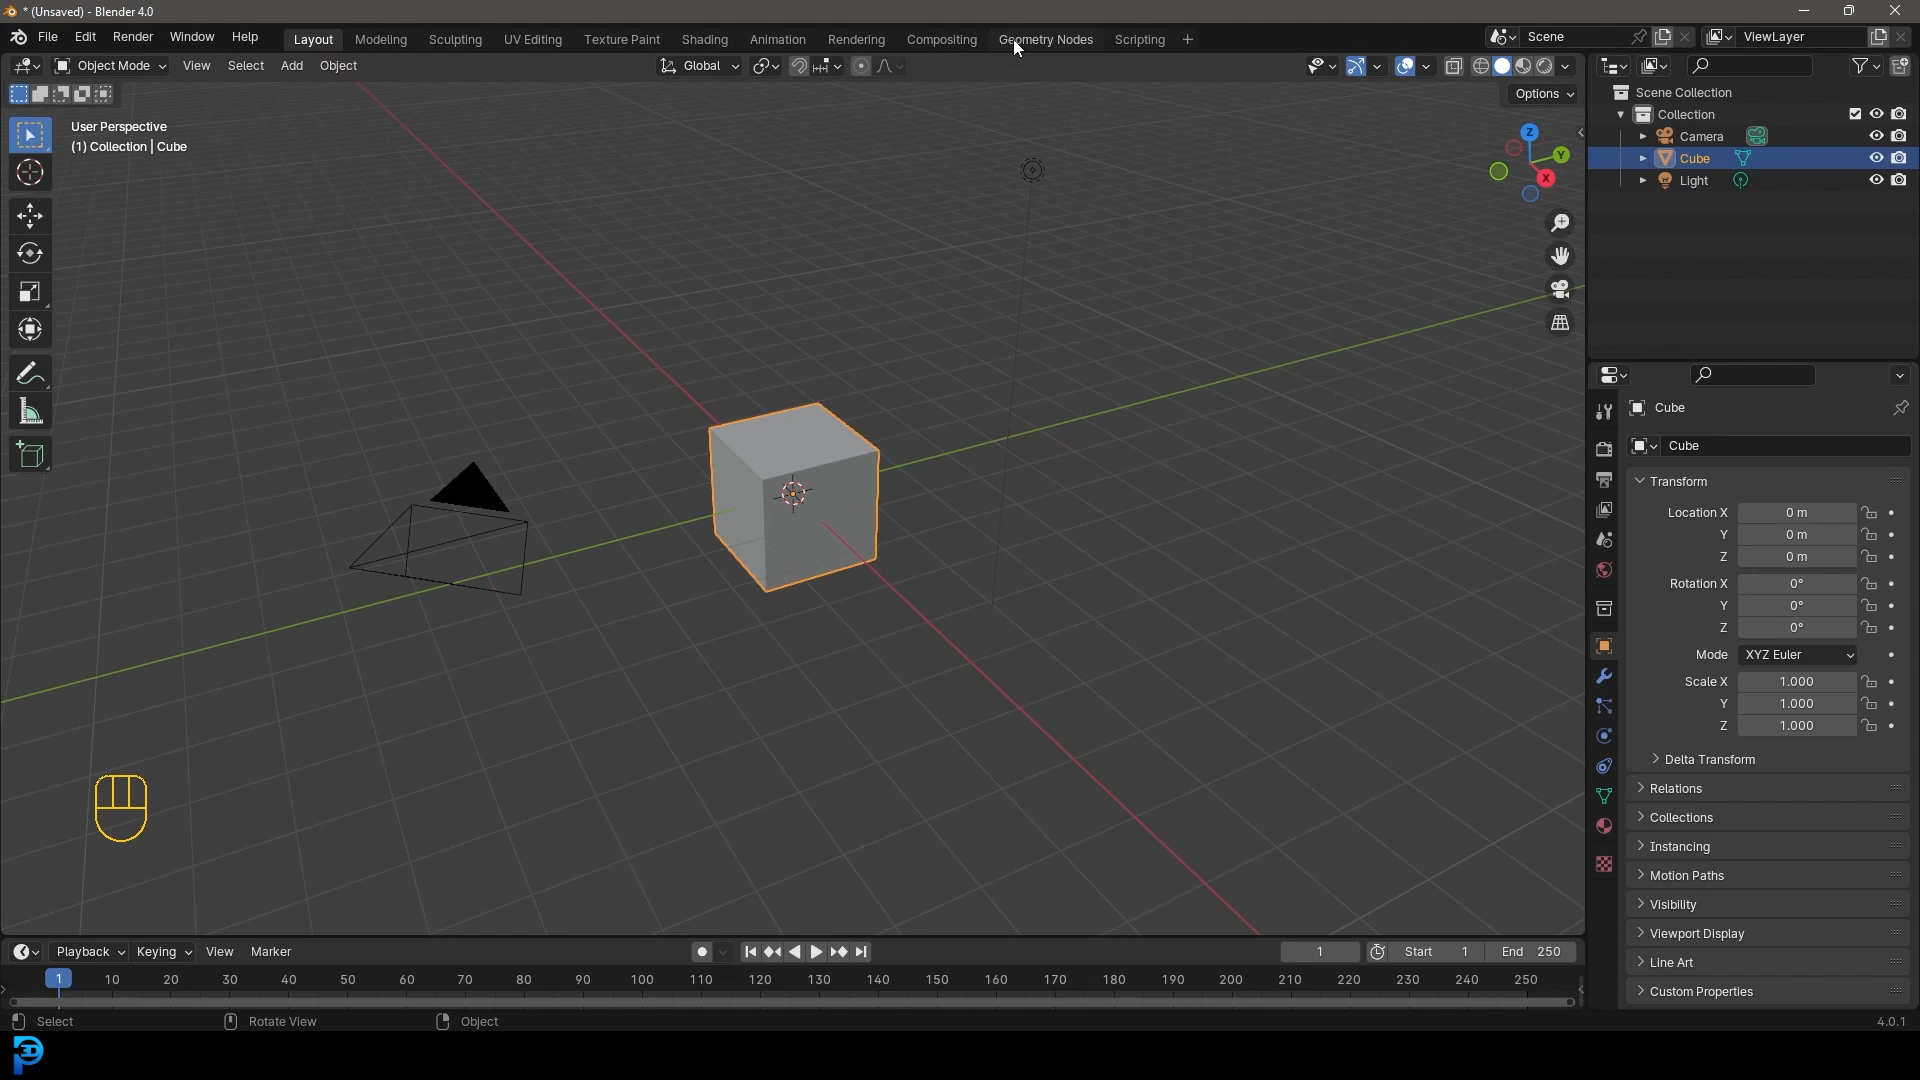 * (Unsaved) - Blender 4.0
File Edit Render Window Help Layout Modeling Sculpting UV Editing Texture Paint Shading Animation Rendering Compositing Geometry Nodes Scripting + Scene ViewLayer
Object Mode View Select Add Object Global
Options
User Perspective
(1) Collection | Cube
Z
Y
X
Scene Collection
Collection
Camera
Cube
Light
Cube
Cube
Transform
Location X 0 m
Y 0 m
Z 0 m
Rotation X 0°
Y 0°
Z 0°
Mode XYZ Euler
Scale X 1.000
Y 1.000
Z 1.000
Delta Transform
Relations
Collections
Instancing
Motion Paths
Visibility
Viewport Display
Line Art
Custom Properties
Playback Keying View Marker 1 Start 1 End 250
1 10 20 30 40 50 60 70 80 90 100 110 120 130 140 150 160 170 180 190 200 210 220 230 240 250
Select Rotate View Object 4.0.1
3D